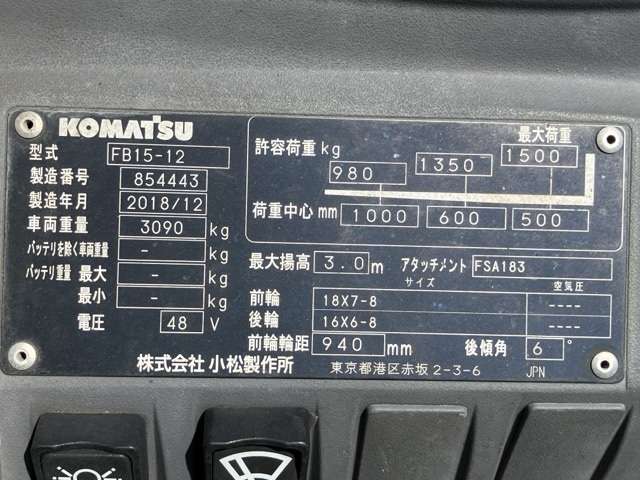 KOMATSU
型式 FB15-12
製造番号 854443
製造年月 2018/12
車両重量 3090 kg
バッテリを除く車両重量 - kg
バッテリ重量 最大 - kg
最小 - kg
電圧 48 V
最大荷重
許容荷重 kg 980 1350 1500
荷重中心 mm 1000 600 500
最大揚高 3.0 m アタッチメント FSA183
サイズ 空気圧
前輪 18X7-8 ----
後輪 16X6-8 ----
前輪輪距 940 mm 後傾角 6°
株式会社 小松製作所 東京都港区赤坂 2-3-6 JPN